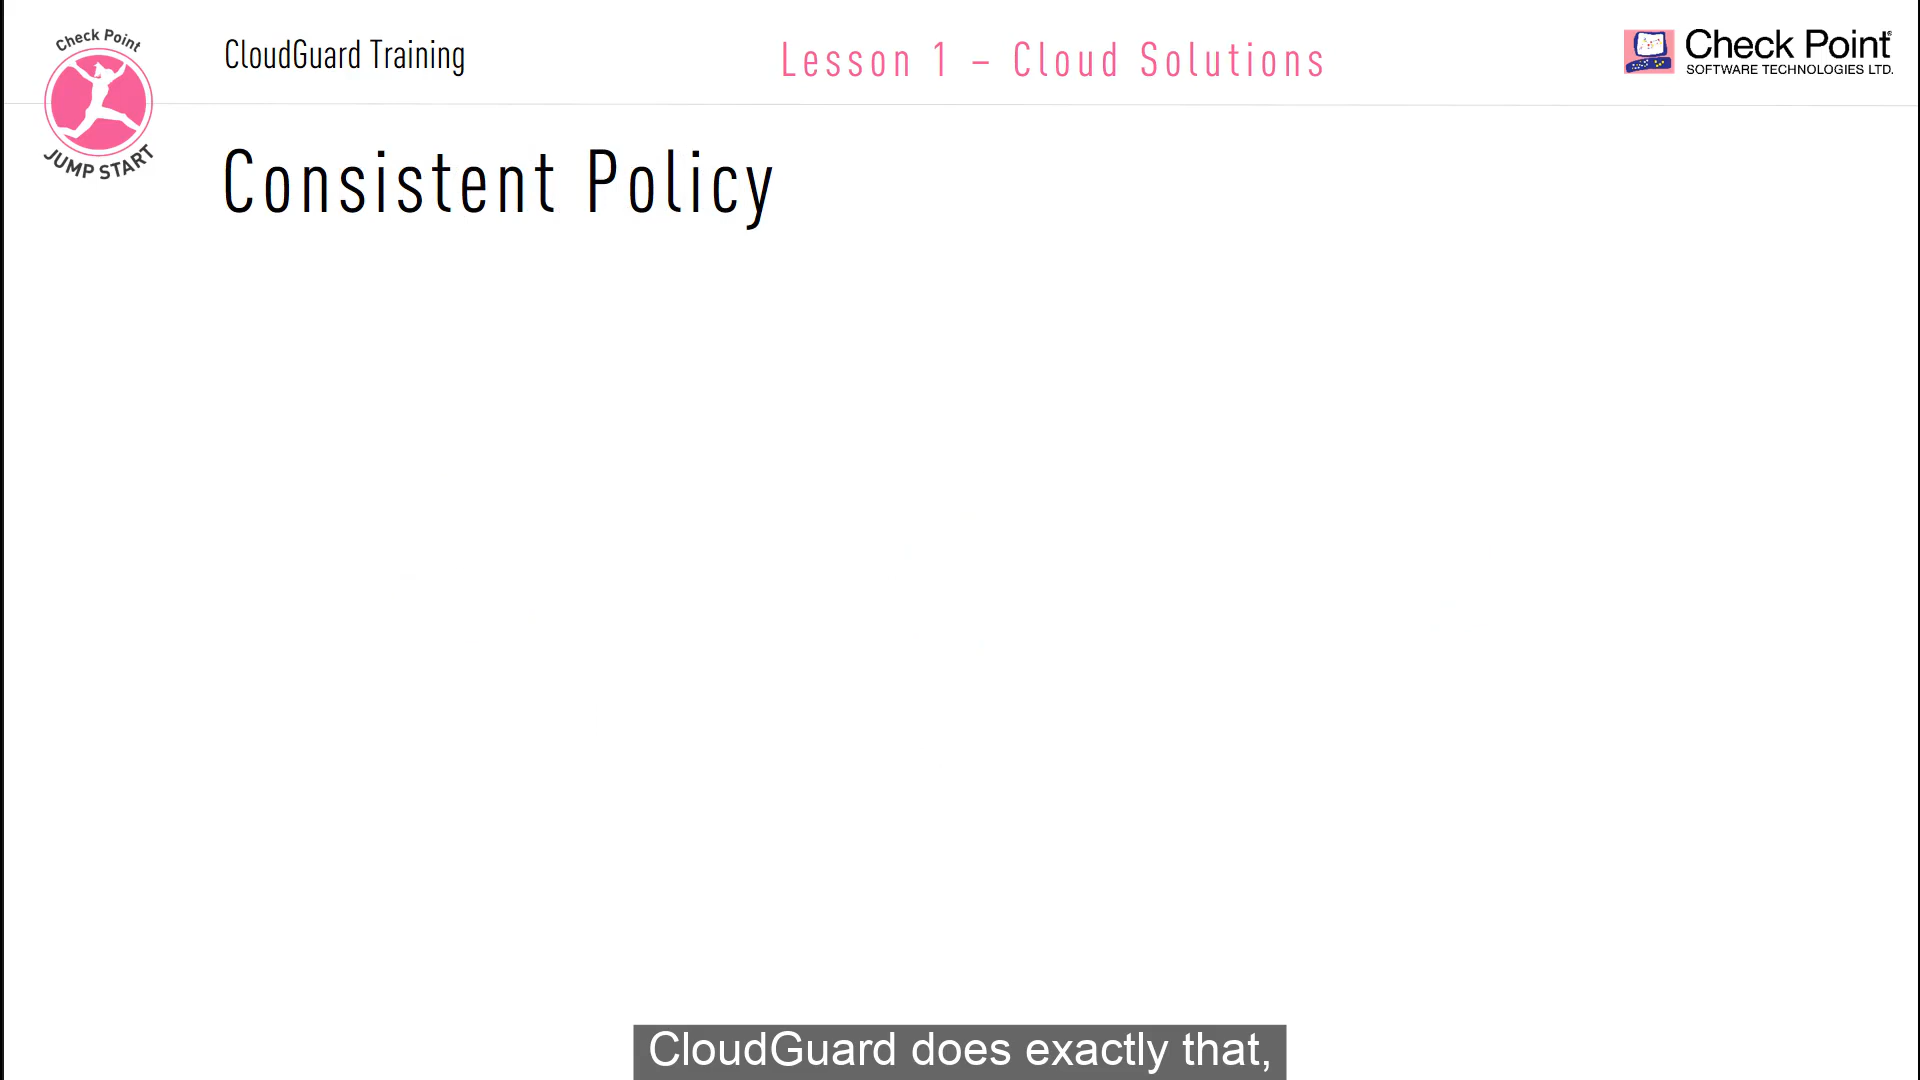 Check Point
JUMP START
CloudGuard Training
Lesson 1 – Cloud Solutions
Check Point®
SOFTWARE TECHNOLOGIES LTD.
Consistent Policy
CloudGuard does exactly that,